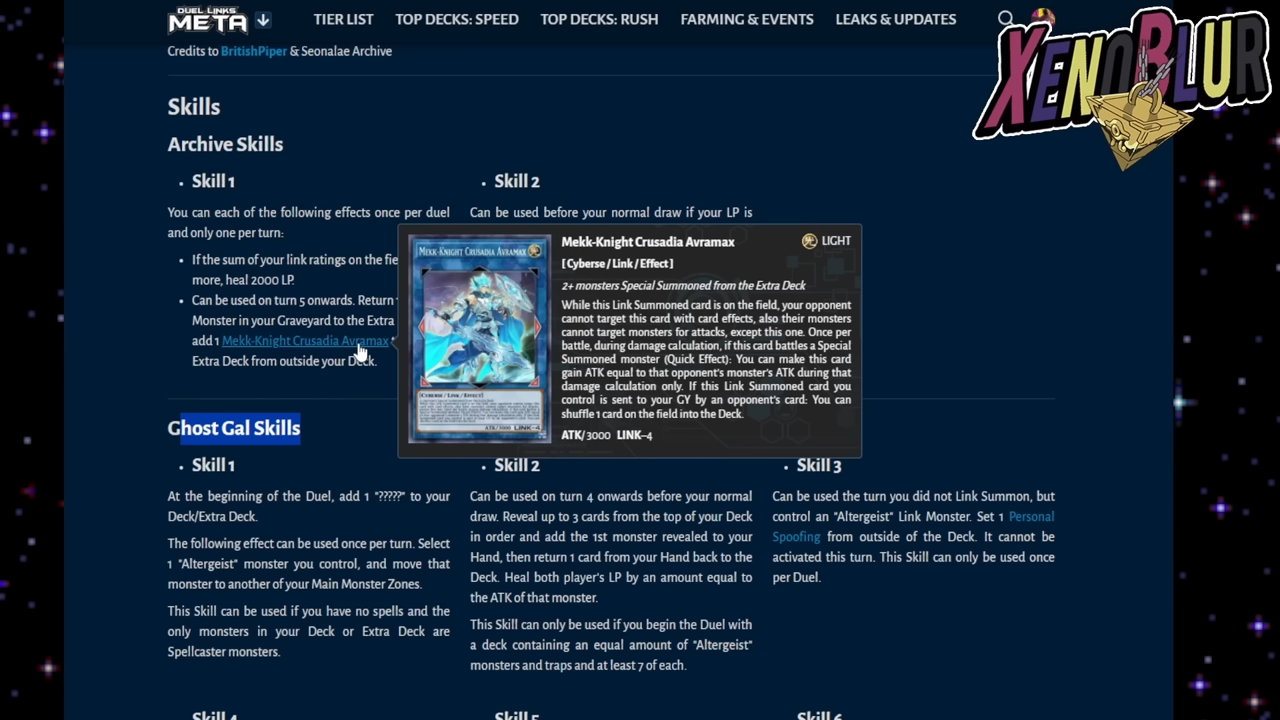 DUEL LINKS
META
TIER LIST
TOP DECKS: SPEED
TOP DECKS: RUSH
FARMING & EVENTS
LEAKS & UPDATES
XENOBLUR
Credits to BritishPiper & Seonalae Archive
Skills
Archive Skills
• Skill 1
You can each of the following effects once per duel
and only one per turn:
• If the sum of your link ratings on the fie
more, heal 2000 LP.
• Can be used on turn 5 onwards. Return
Monster in your Graveyard to the Extra
add 1 Mekk-Knight Crusadia Avramax
Extra Deck from outside your Deck.
• Skill 2
Can be used before your normal draw if your LP is
MEKK-KNIGHT CRUSADIA AVRAMAX
[Cyberse/Link/Effect]
ATK/3000 LINK-4
Mekk-Knight Crusadia Avramax
LIGHT
[ Cyberse / Link / Effect ]
2+ monsters Special Summoned from the Extra Deck
While this Link Summoned card is on the field, your opponent
cannot target this card with card effects, also their monsters
cannot target monsters for attacks, except this one. Once per
battle, during damage calculation, if this card battles a Special
Summoned monster (Quick Effect): You can make this card
gain ATK equal to that opponent's monster's ATK during that
damage calculation only. If this Link Summoned card you
control is sent to your GY by an opponent's card: You can
shuffle 1 card on the field into the Deck.
ATK/ 3000 LINK–4
Ghost Gal Skills
• Skill 1
At the beginning of the Duel, add 1 "?????" to your
Deck/Extra Deck.
The following effect can be used once per turn. Select
1 "Altergeist" monster you control, and move that
monster to another of your Main Monster Zones.
This Skill can be used if you have no spells and the
only monsters in your Deck or Extra Deck are
Spellcaster monsters.
• Skill 2
Can be used on turn 4 onwards before your normal
draw. Reveal up to 3 cards from the top of your Deck
in order and add the 1st monster revealed to your
Hand, then return 1 card from your Hand back to the
Deck. Heal both player's LP by an amount equal to
the ATK of that monster.
This Skill can only be used if you begin the Duel with
a deck containing an equal amount of "Altergeist"
monsters and traps and at least 7 of each.
• Skill 3
Can be used the turn you did not Link Summon, but
control an "Altergeist" Link Monster. Set 1 Personal
Spoofing from outside of the Deck. It cannot be
activated this turn. This Skill can only be used once
per Duel.
Skill 4
Skill 5
Skill 6